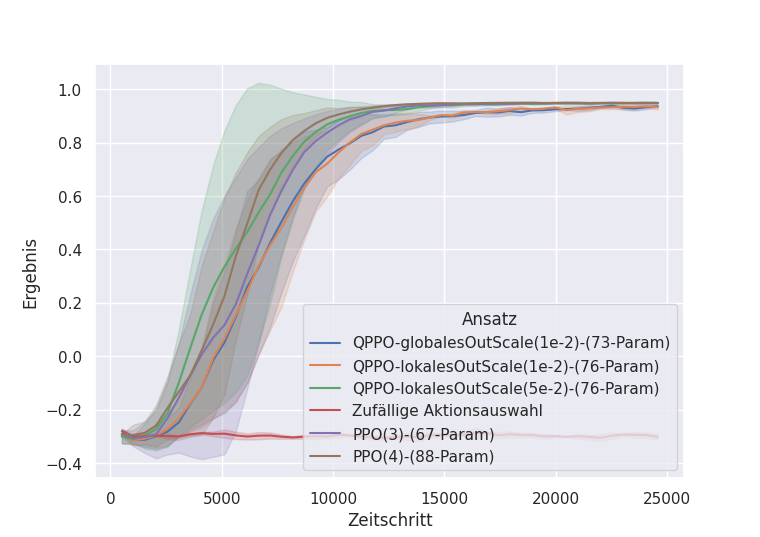 1.0
0.8
0.6
0.4
0.2
0.0
−0.2
−0.4
Ergebnis
Ansatz
QPPO-globalesOutScale(1e-2)-(73-Param)
QPPO-lokalesOutScale(1e-2)-(76-Param)
QPPO-lokalesOutScale(5e-2)-(76-Param)
Zufällige Aktionsauswahl
PPO(3)-(67-Param)
PPO(4)-(88-Param)
0 5000 10000 15000 20000 25000
Zeitschritt